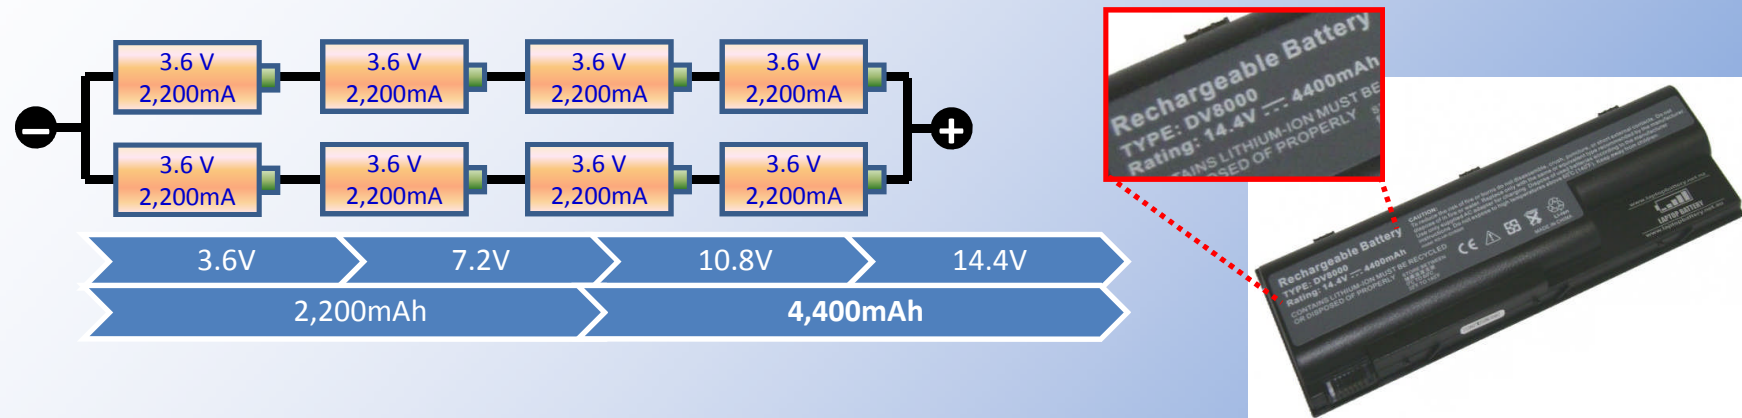 3.6 V
2,200mA
3.6 V
2,200mA
3.6 V
2,200mA
3.6 V
2,200mA
3.6 V
2,200mA
3.6 V
2,200mA
3.6 V
2,200mA
3.6 V
2,200mA
3.6V
7.2V
10.8V
14.4V
2,200mAh
4,400mAh
Rechargeable Battery
TYPE: DV8000
Rating: 14.4V 4400mAh
TAINS LITHIUM-ION MUST BE
POSED OF PROPERLY
Rechargeable Battery
TYPE: DV8000
Rating: 14.4V 4400mAh
CONTAINS LITHIUM-ION MUST BE RECYCLED
OR DISPOSED OF PROPERLY
CAUTION:
LAPTOP BATTERY